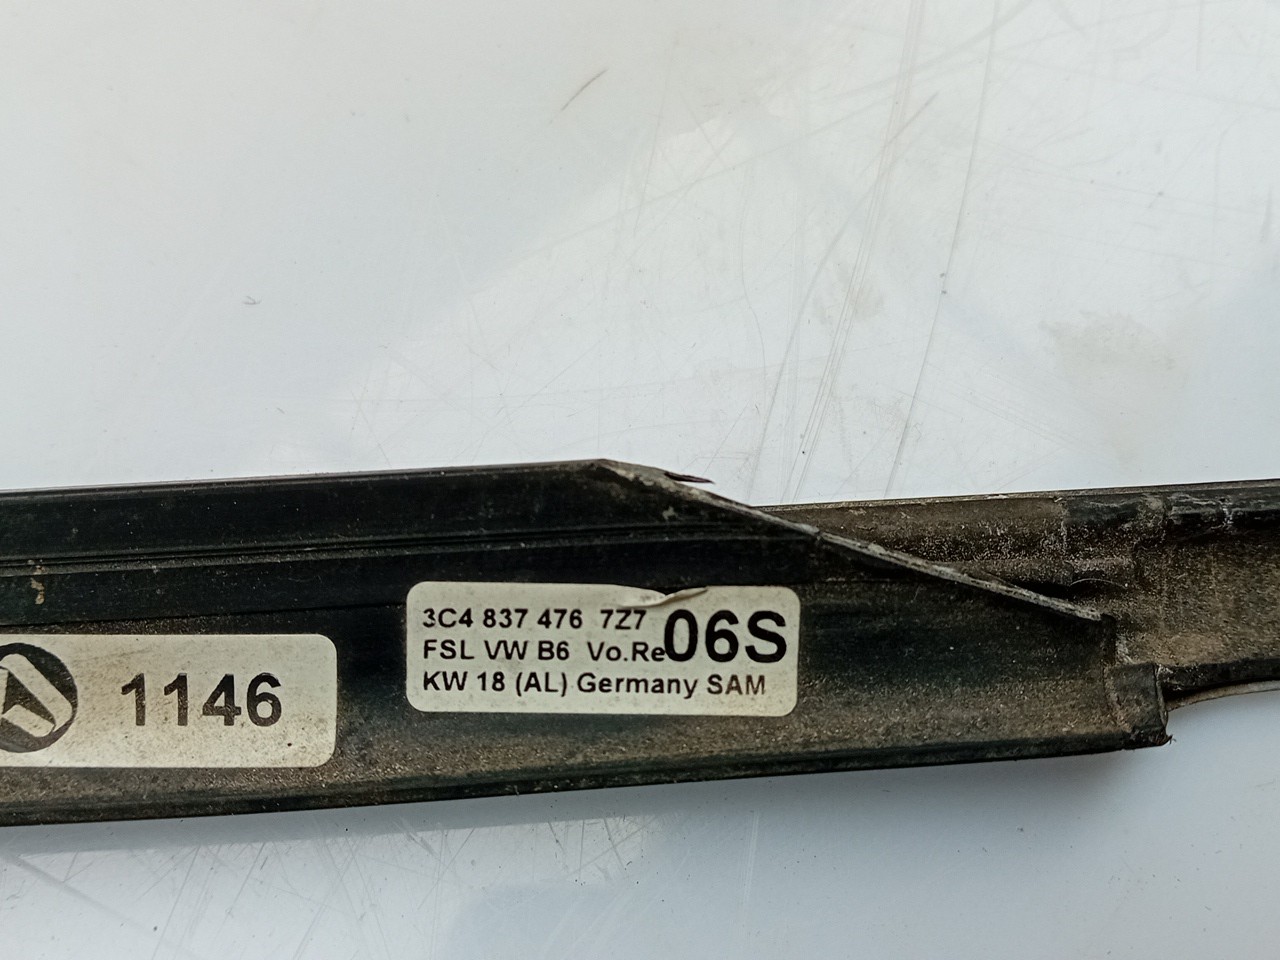 3C4 837 476 7Z7
FSL VW B6 Vo.Re 06S
KW 18 (AL) Germany SAM
1146